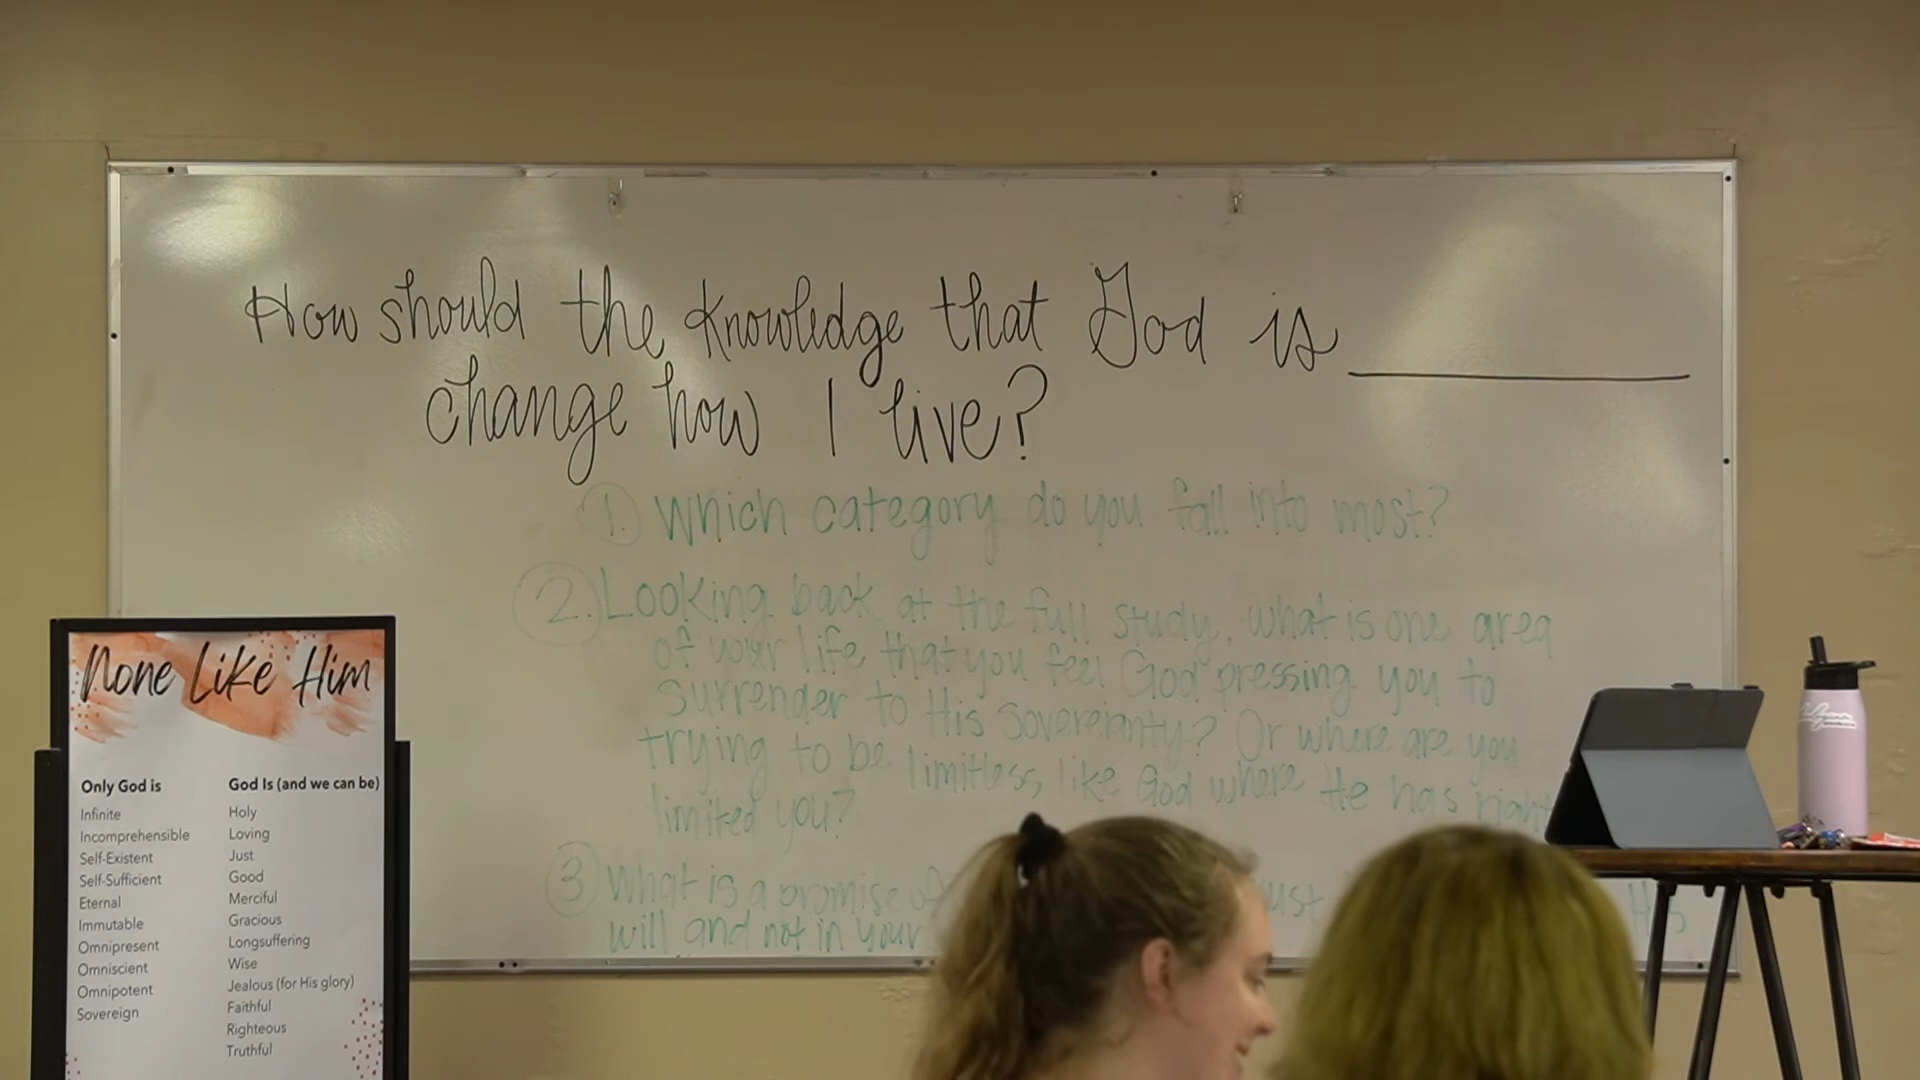 How should the Knowledge that God is
change how I live?
1. Which category do you fall into most?
2. Looking back at the full study, what is one area
of your life that you feel God pressing you to
surrender to His Sovereignty? Or where are you
trying to be limitless, like God where He has right
limited you?
3 What is a promise of
will and not in your
None Like Him
Only God is
Infinite
Incomprehensible
Self-Existent
Self-Sufficient
Eternal
Immutable
Omnipresent
Omniscient
Omnipotent
Sovereign
God Is (and we can be)
Holy
Loving
Just
Good
Merciful
Gracious
Longsuffering
Wise
Jealous (for His glory)
Faithful
Righteous
Truthful